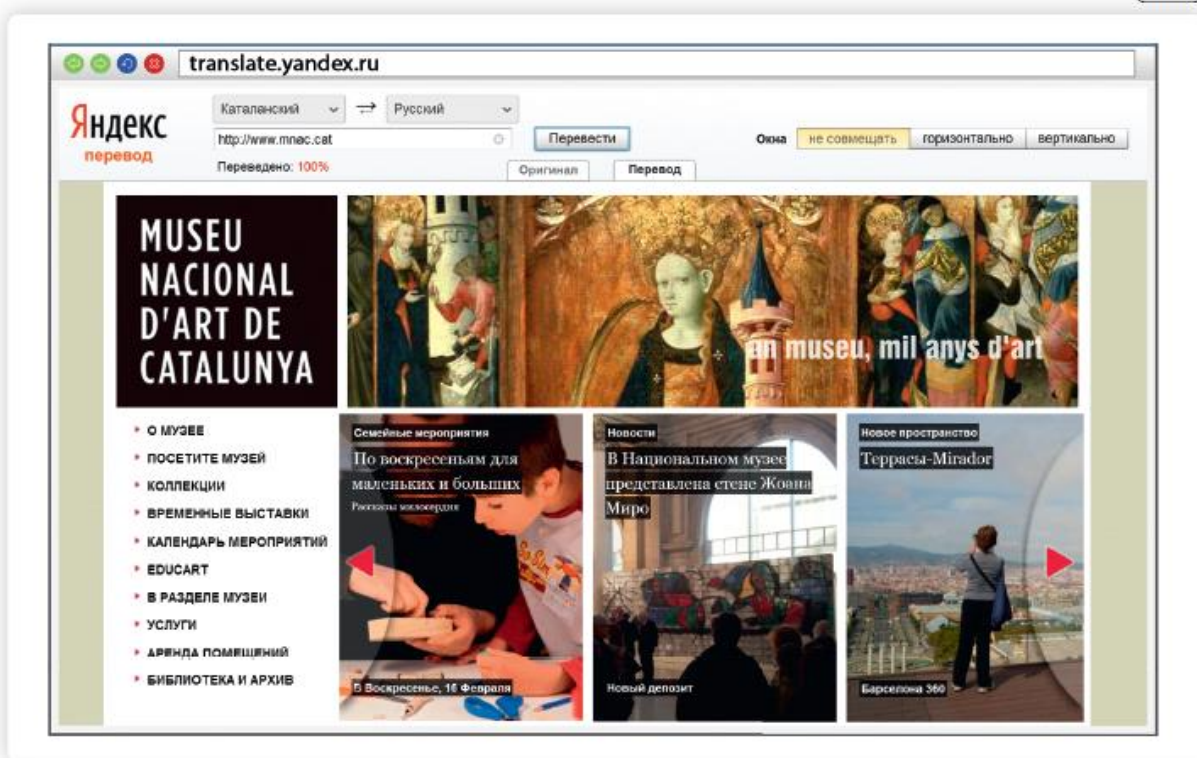 translate.yandex.ru
Яндекс
перевод
Каталанский
Русский
http://www.mnac.cat
Перевести
Окна
не совмещать
горизонтально
вертикально
Переведено: 100%
Оригинал
Перевод
MUSEU
NACIONAL
D'ART DE
CATALUNYA
un museu, mil anys d'art
О МУЗЕЕ
ПОСЕТИТЕ МУЗЕЙ
КОЛЛЕКЦИИ
ВРЕМЕННЫЕ ВЫСТАВКИ
КАЛЕНДАРЬ МЕРОПРИЯТИЙ
EDUCART
В РАЗДЕЛЕ МУЗЕИ
УСЛУГИ
АРЕНДА ПОМЕЩЕНИЙ
БИБЛИОТЕКА И АРХИВ
Семейные мероприятия
По воскресеньям для
маленьких и больших
Рассказы милосердия
В Воскресенье, 16 Февраля
Новости
В Национальном музее
представлена стене Жоана
Миро
Новый депозит
Новое пространство
Террасы-Mirador
Барселона 360